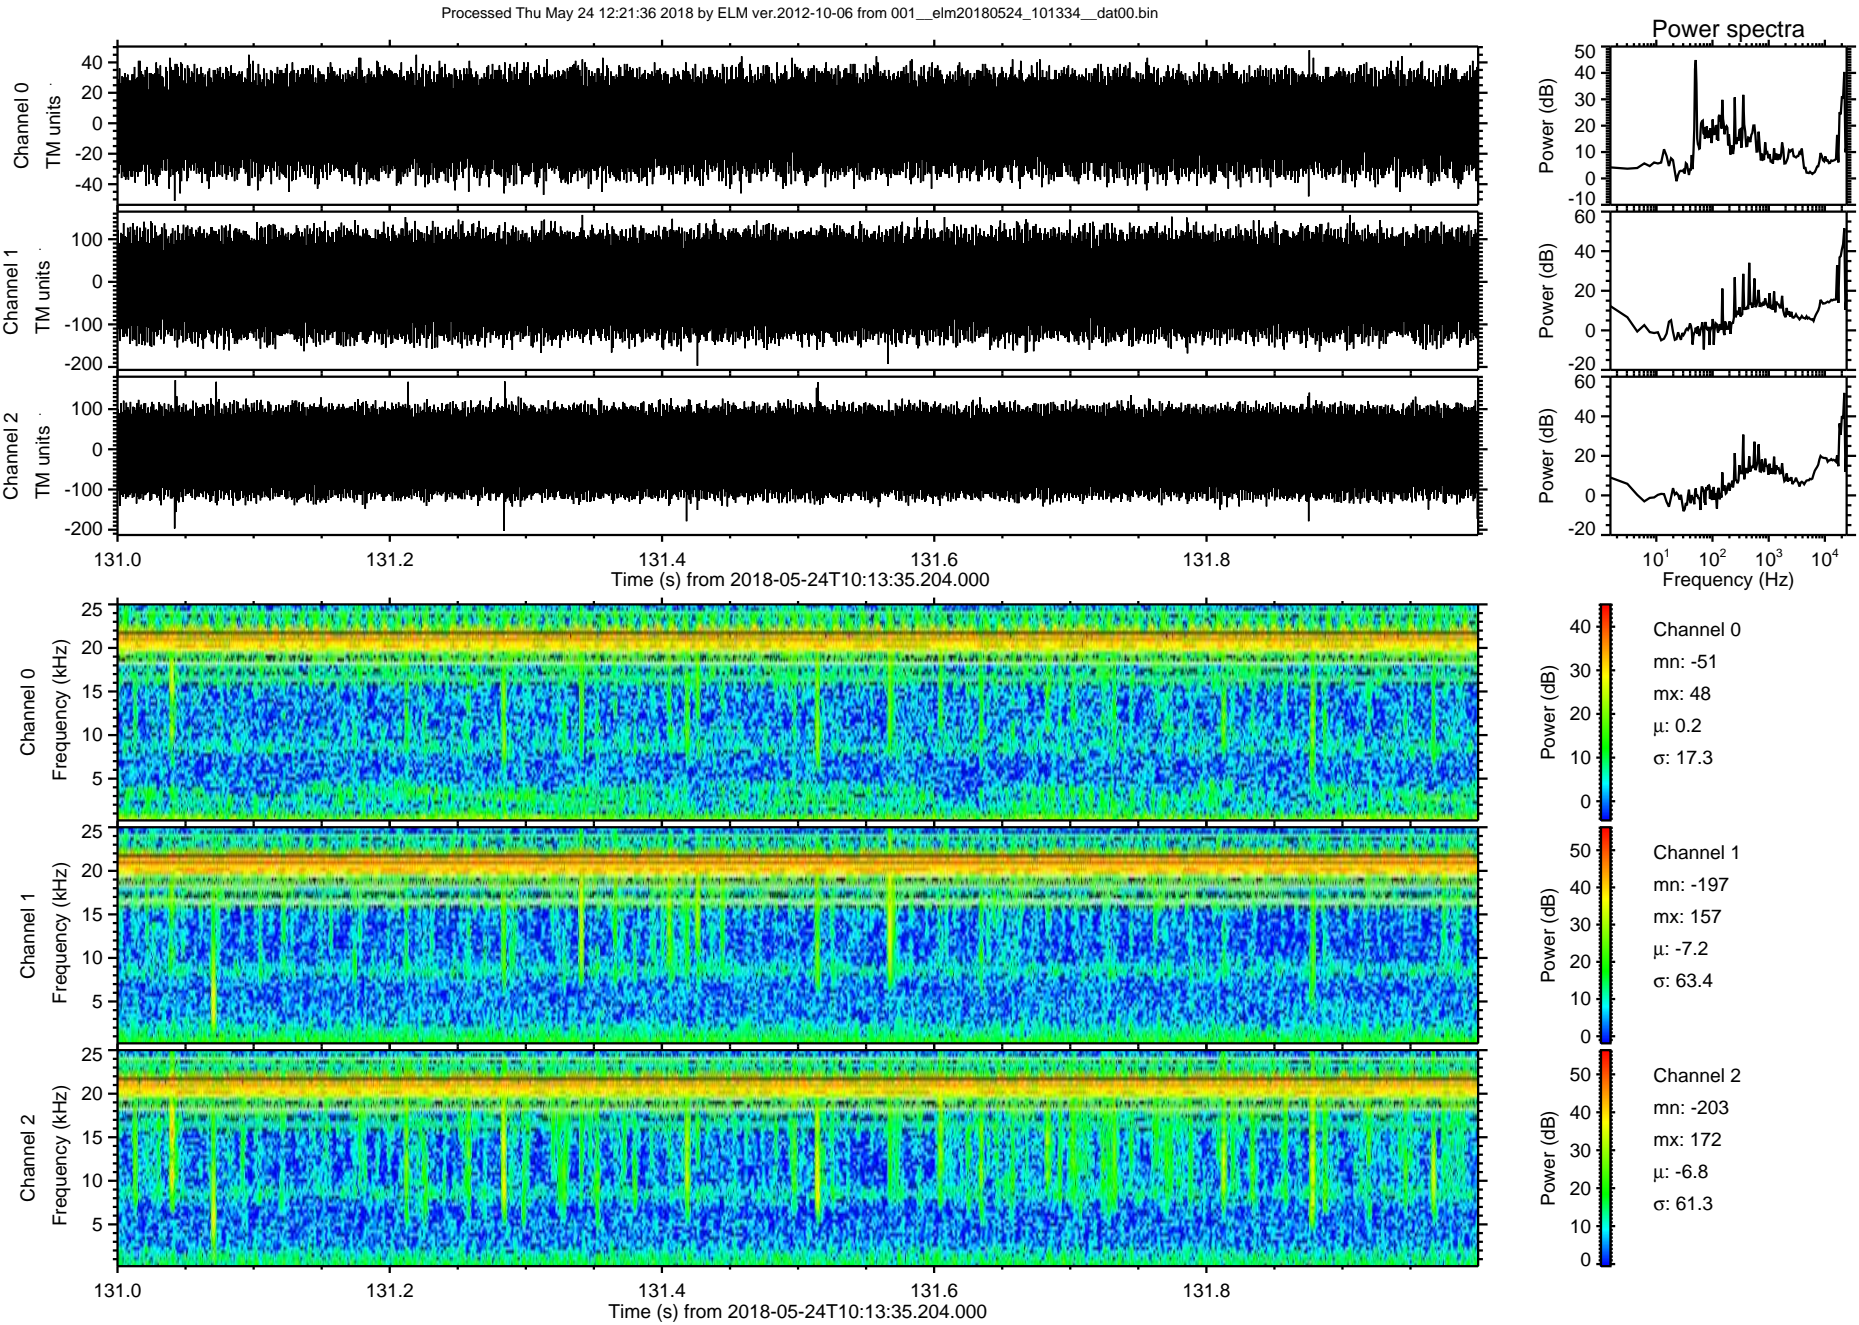 Processed Thu May 24 12:21:36 2018 by ELM ver.2012-10-06 from 001__elm20180524_101334__dat00.bin
Power spectra
Channel 0
TM units
40
20
0
-20
-40
Power (dB)
50
40
30
20
10
0
-10
Channel 1
TM units
100
0
-100
-200
Power (dB)
60
40
20
0
-20
Channel 2
TM units
100
0
-100
-200
Power (dB)
60
40
20
0
-20
131.0 131.2 131.4 131.6 131.8
Time (s) from 2018-05-24T10:13:35.204.000
10¹ 10² 10³ 10⁴
Frequency (Hz)
Channel 0
Frequency (kHz)
25
20
15
10
5
Power (dB)
40
30
20
10
0
Channel 0
mn: -51
mx: 48
μ: 0.2
σ: 17.3
Channel 1
Frequency (kHz)
25
20
15
10
5
Power (dB)
50
40
30
20
10
0
Channel 1
mn: -197
mx: 157
μ: -7.2
σ: 63.4
Channel 2
Frequency (kHz)
25
20
15
10
5
Power (dB)
50
40
30
20
10
0
Channel 2
mn: -203
mx: 172
μ: -6.8
σ: 61.3
131.0 131.2 131.4 131.6 131.8
Time (s) from 2018-05-24T10:13:35.204.000